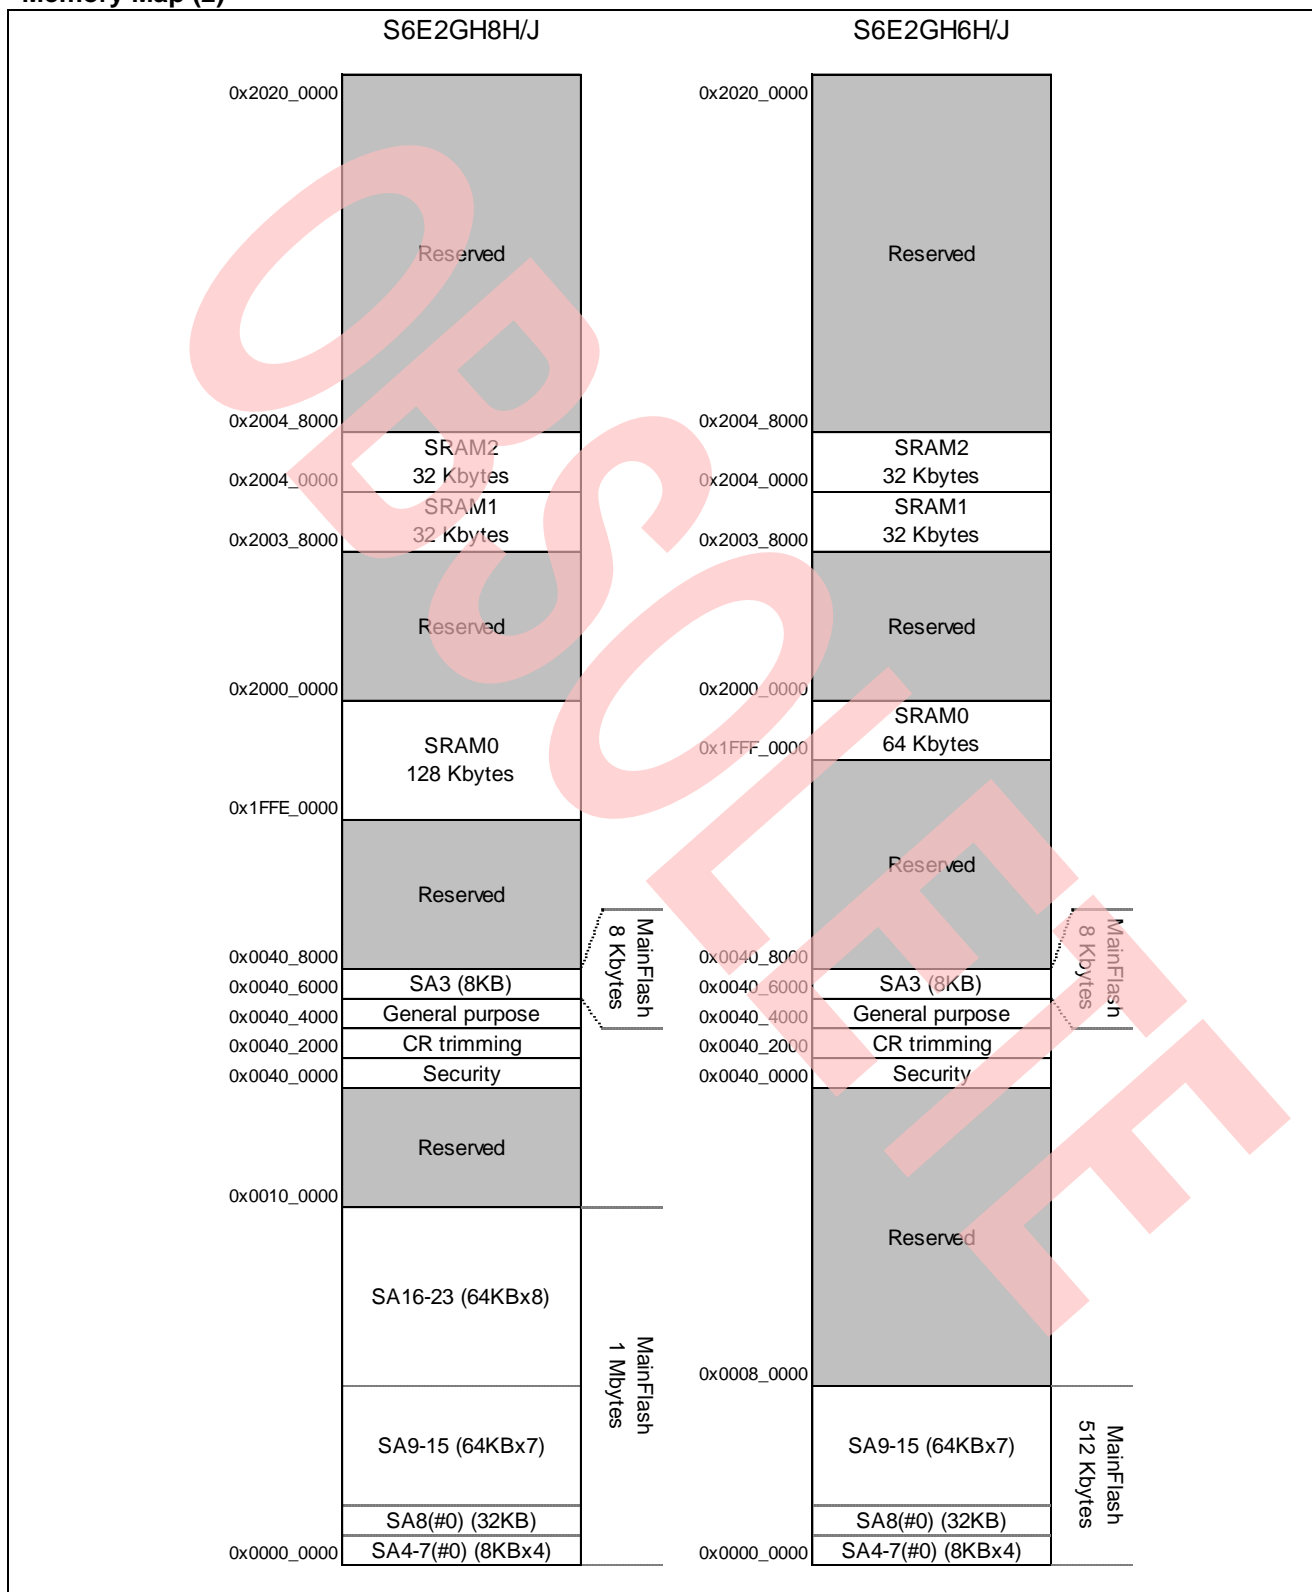 Memory Map (2)
S6E2GH8H/J
0x2020_0000
Reserved
0x2004_8000
SRAM2
32 Kbytes
0x2004_0000
SRAM1
32 Kbytes
0x2003_8000
Reserved
0x2000_0000
SRAM0
128 Kbytes
0x1FFE_0000
Reserved
0x0040_8000
SA3 (8KB)
0x0040_6000
General purpose
0x0040_4000
CR trimming
0x0040_2000
Security
0x0040_0000
MainFlash
8 Kbytes
Reserved
0x0010_0000
SA16-23 (64KBx8)
SA9-15 (64KBx7)
SA8(#0) (32KB)
SA4-7(#0) (8KBx4)
0x0000_0000
MainFlash
1 Mbytes
S6E2GH6H/J
0x2020_0000
Reserved
0x2004_8000
SRAM2
32 Kbytes
0x2004_0000
SRAM1
32 Kbytes
0x2003_8000
Reserved
0x2000_0000
SRAM0
64 Kbytes
0x1FFF_0000
Reserved
0x0040_8000
SA3 (8KB)
0x0040_6000
General purpose
0x0040_4000
CR trimming
0x0040_2000
Security
0x0040_0000
MainFlash
8 Kbytes
Reserved
0x0008_0000
SA9-15 (64KBx7)
SA8(#0) (32KB)
SA4-7(#0) (8KBx4)
0x0000_0000
MainFlash
512 Kbytes
OBSOLETE